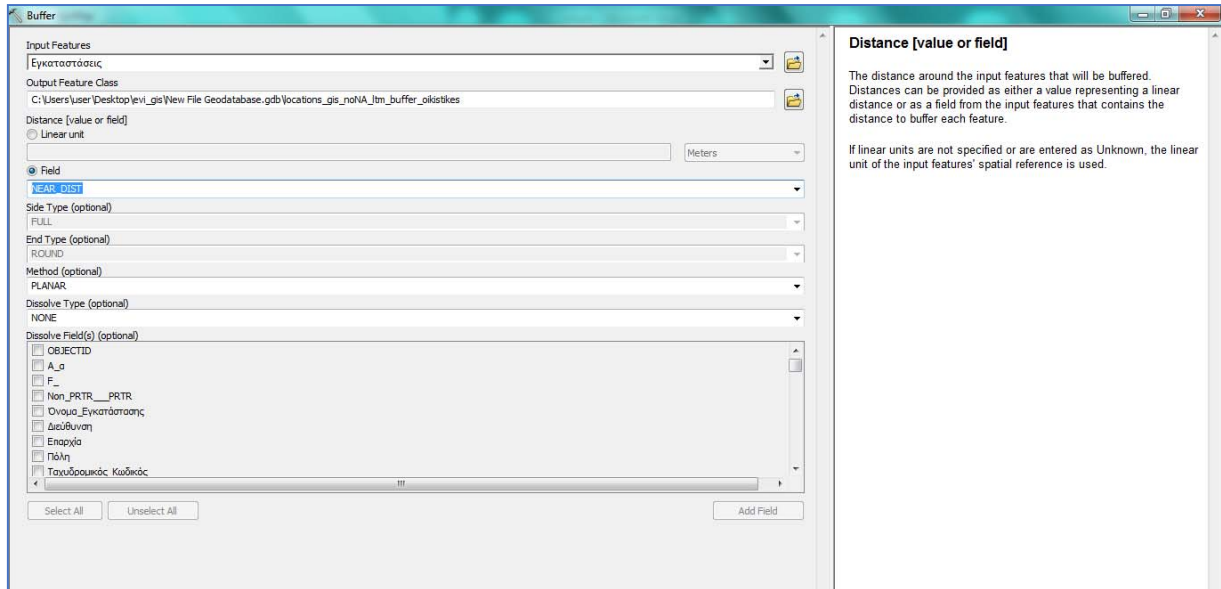 Buffer
Input Features
Εγκαταστάσεις
Output Feature Class
C:\Users\user\Desktop\evi_gis\New File Geodatabase.gdb\locations_gis_noNA_ltm_buffer_oikistikes
Distance [value or field]
Linear unit
Meters
Field
NEAR_DIST
Side Type (optional)
FULL
End Type (optional)
ROUND
Method (optional)
PLANAR
Dissolve Type (optional)
NONE
Dissolve Field(s) (optional)
OBJECTID
A_α
F_
Non_PRTR___PRTR
Όνομα_Εγκατάστασης
Διεύθυνση
Επαρχία
Πόλη
Ταχυδρομικός_Κωδικός
Select All
Unselect All
Add Field
Distance [value or field]
The distance around the input features that will be buffered.
Distances can be provided as either a value representing a linear
distance or as a field from the input features that contains the
distance to buffer each feature.
If linear units are not specified or are entered as Unknown, the linear
unit of the input features' spatial reference is used.